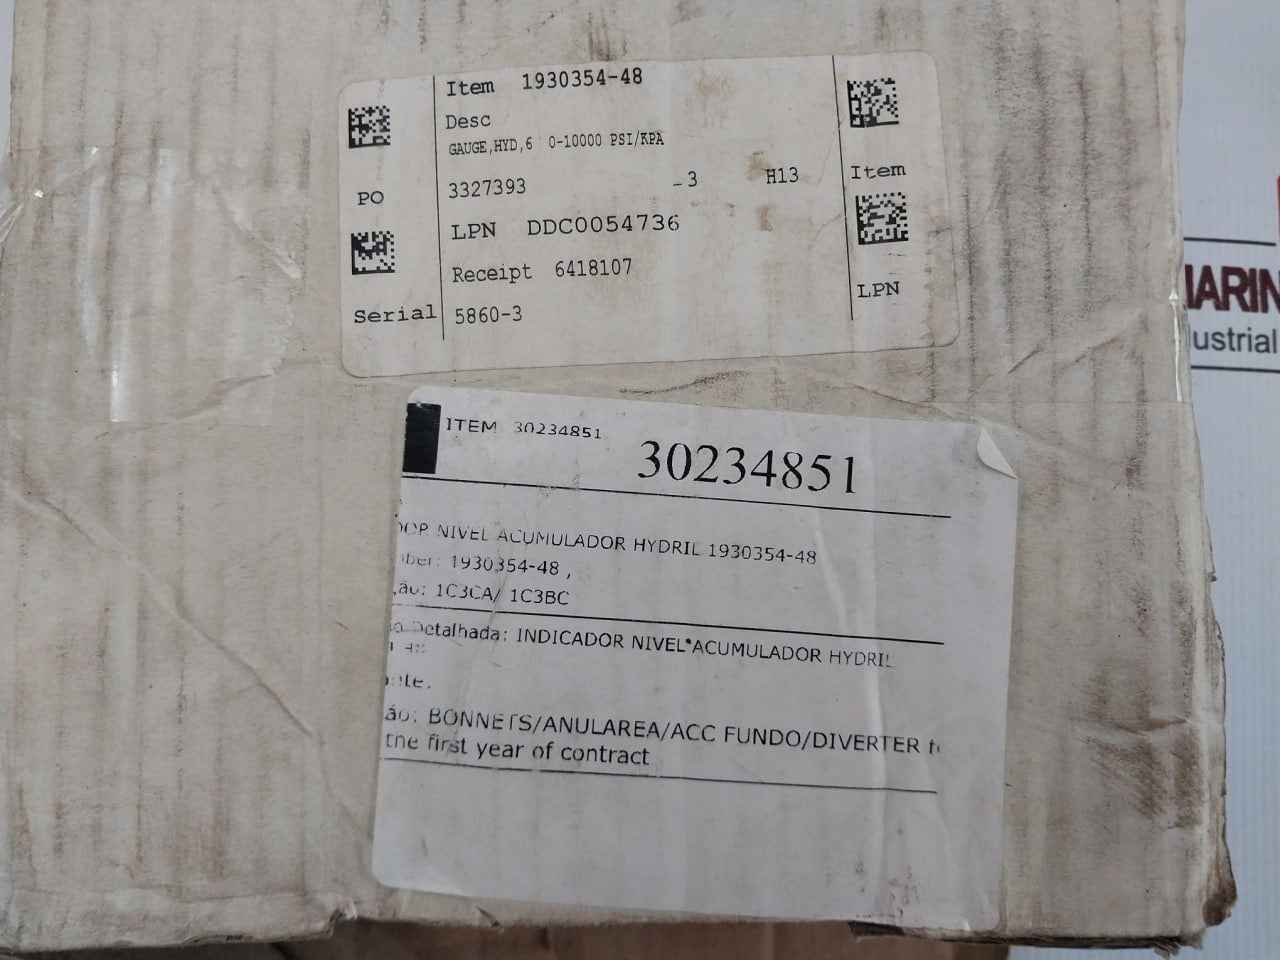 Item 1930354-48
Desc
GAUGE,HYD,6 0-10000 PSI/KPA
PO 3327393 -3 H13
Item
LPN DDC0054736
Receipt 6418107
LPN
Serial 5860-3
ITEM 30234851
30234851
NIVEL ACUMULADOR HYDRIL 1930354-48
1930354-48 ,
1C3CA/ 1C3BC
Detalhada: INDICADOR NIVEL ACUMULADOR HYDRIL
BONNETS/ANULAREA/ACC FUNDO/DIVERTER
the first year of contract
ARIN
ustrial